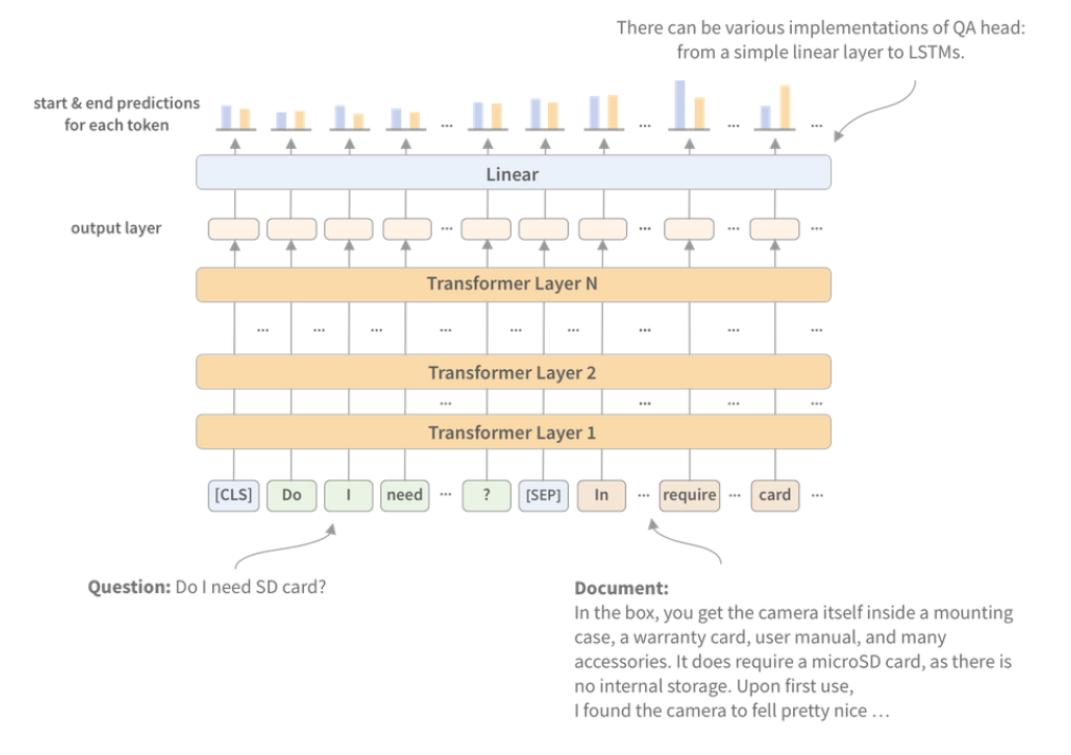 There can be various implementations of QA head:
from a simple linear layer to LSTMs.
start & end predictions
for each token
... ... ... ...
Linear
output layer
... ... ... ...
Transformer Layer N
... ... ... ... ... ... ... ... ...
Transformer Layer 2
... ... ... ...
Transformer Layer 1
[CLS] Do I need ... ? [SEP] In ... require ... card ...
Question: Do I need SD card?
Document:
In the box, you get the camera itself inside a mounting
case, a warranty card, user manual, and many
accessories. It does require a microSD card, as there is
no internal storage. Upon first use,
I found the camera to fell pretty nice ...